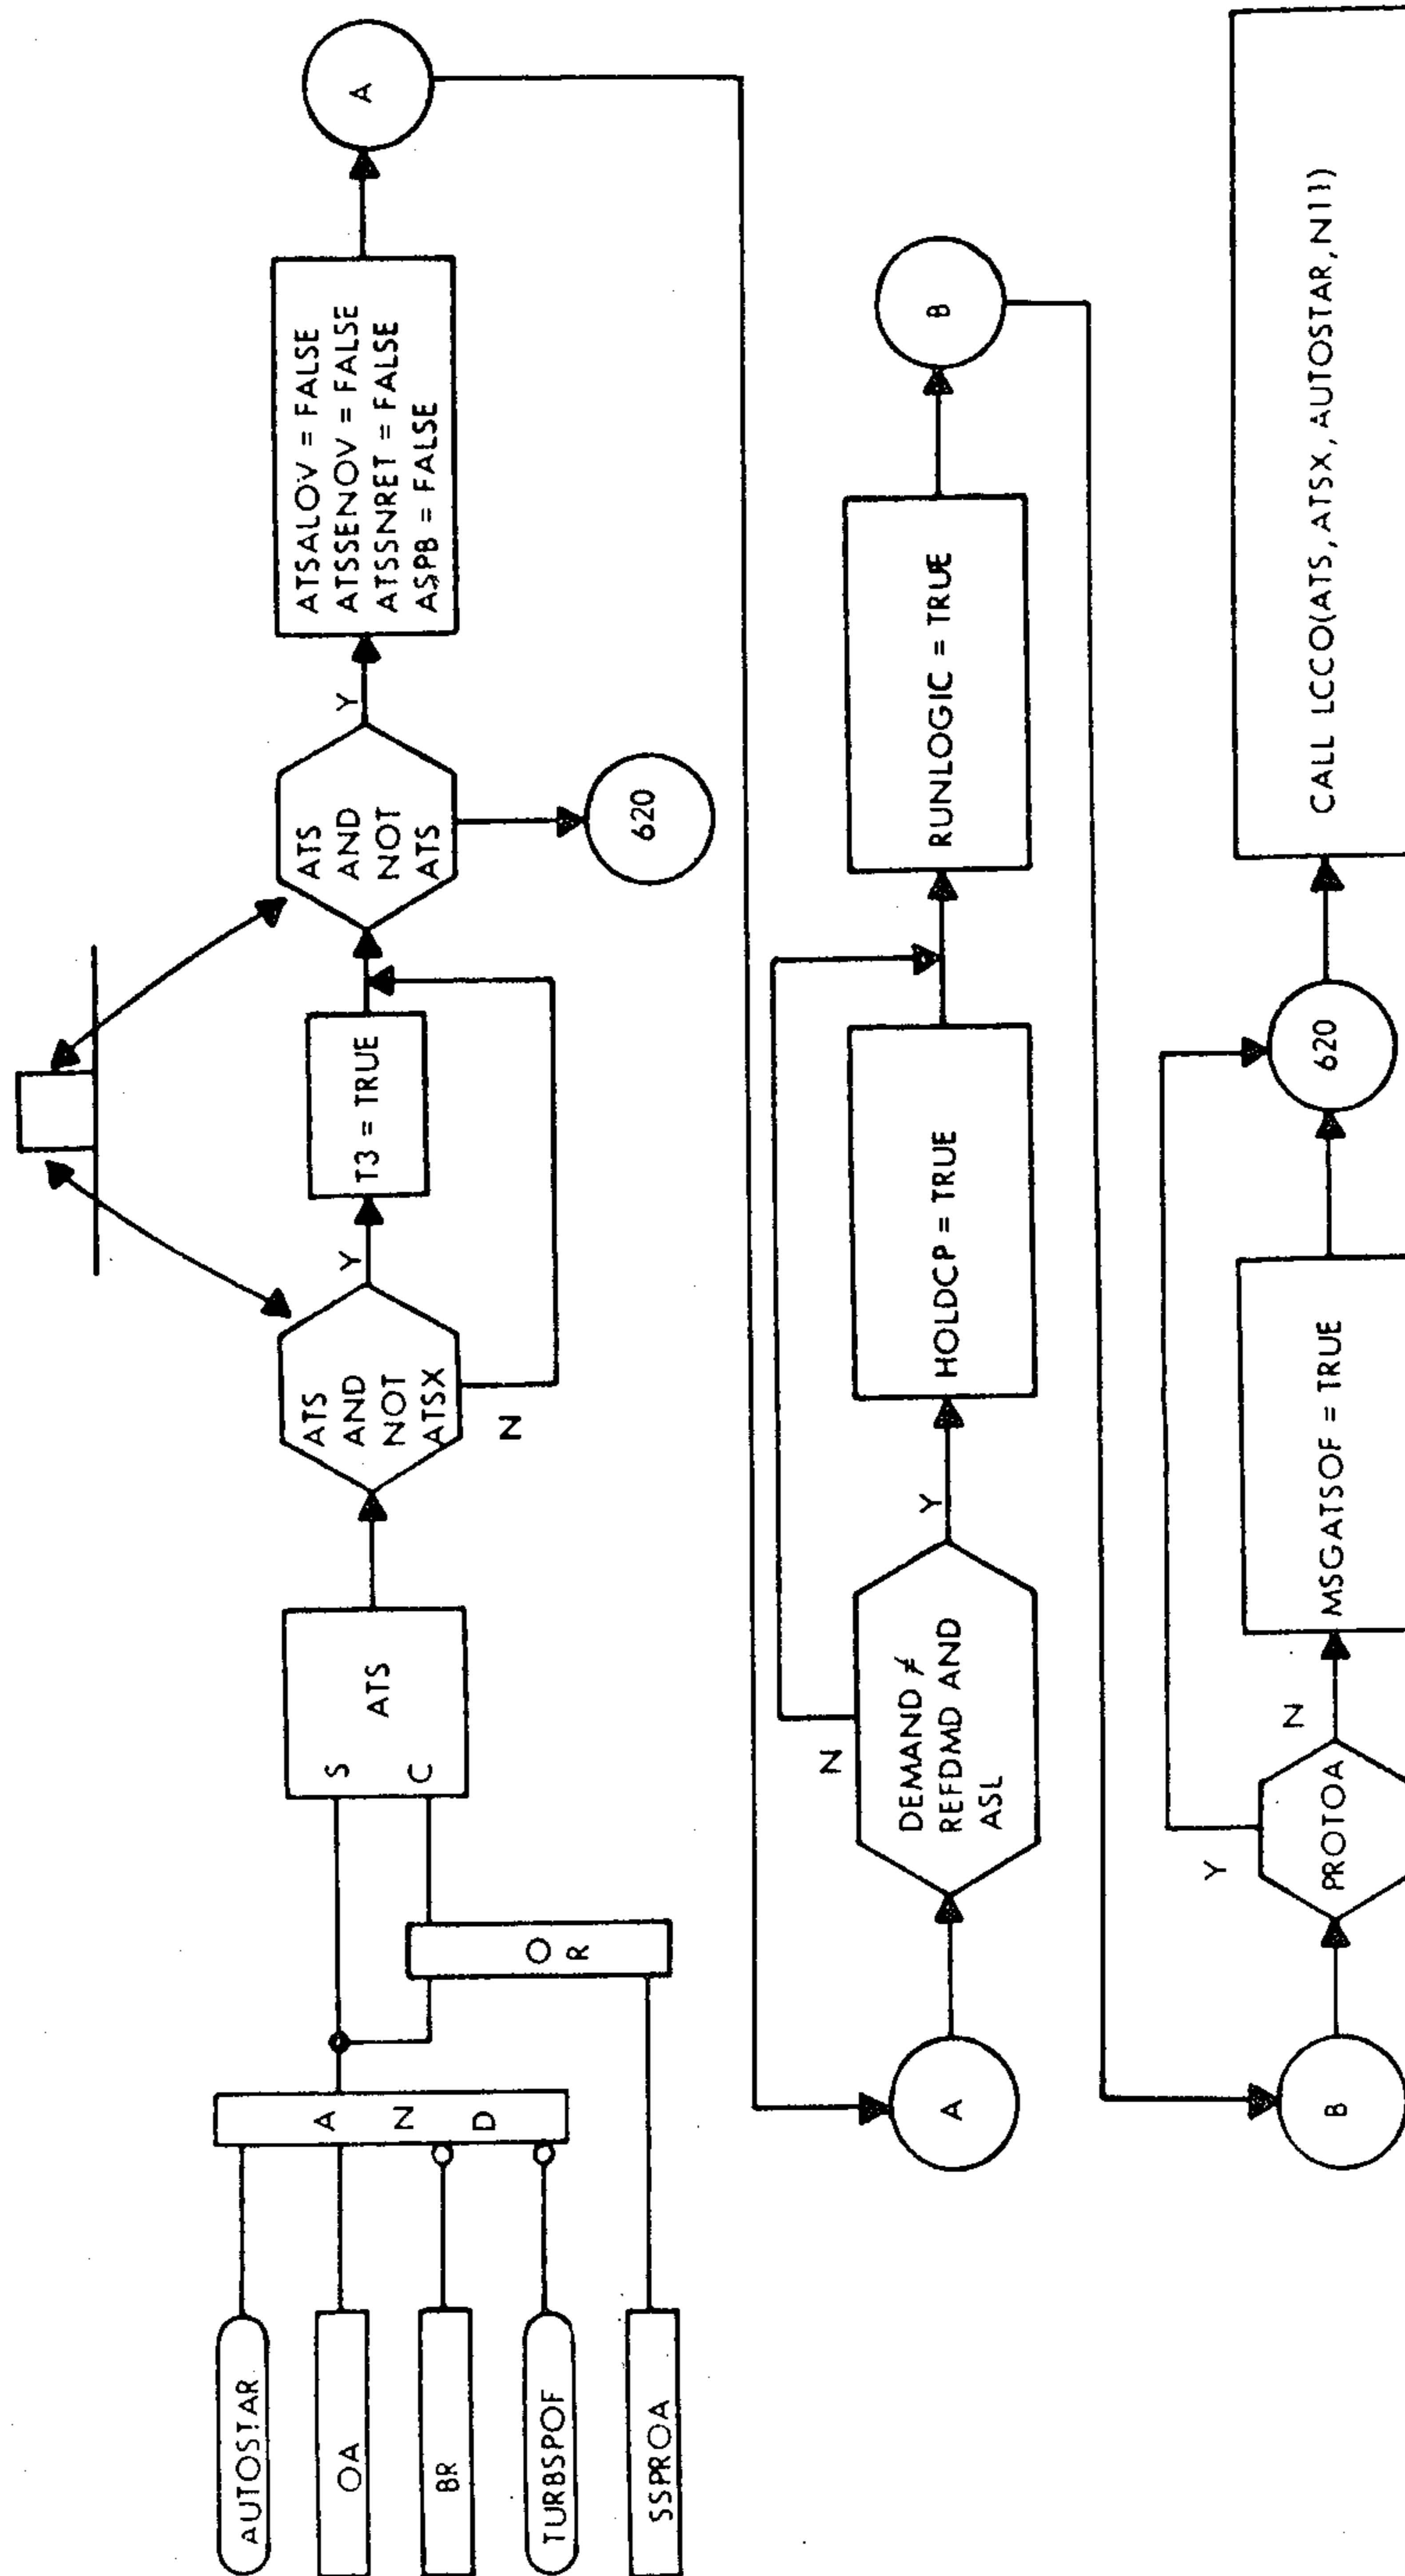 AUTOSTAR
OA
BR
TURBSPOF
SSPROA
A
N
D
O
R
S
C
ATS
ATS
AND
NOT
ATSX
Y
N
T3 = TRUE
ATS
AND
NOT
ATS
Y
620
ATSALOV = FALSE
ATSSENOV = FALSE
ATSSNRET = FALSE
ASPB = FALSE
A
A
DEMAND ≠
REFDMD AND
ASL
N
Y
HOLDCP = TRUE
RUNLOGIC = TRUE
B
B
PROTOA
Y
N
MSGATSOF = TRUE
620
CALL LCCO(ATS, ATSX, AUTOSTAR, N11)